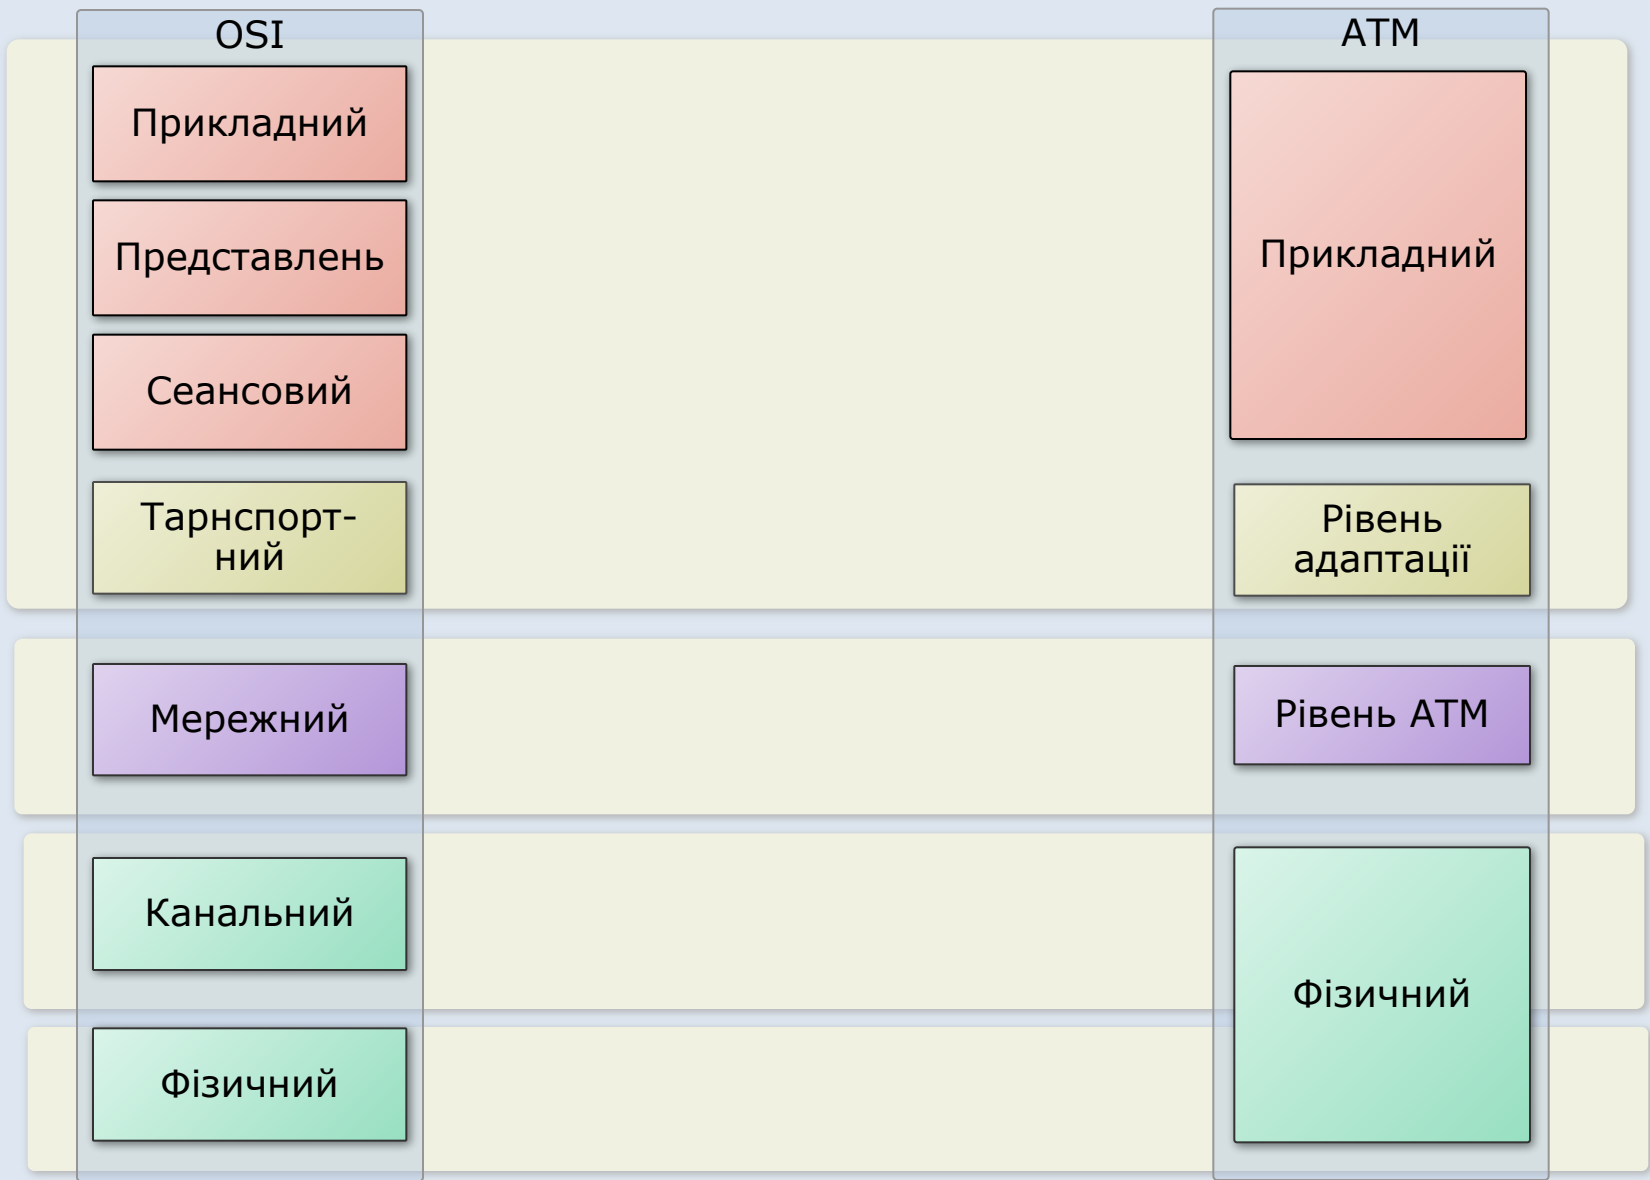 OSI
Прикладний
Представлень
Сеансовий
Тарнспорт-
ний
Мережний
Канальний
Фізичний
ATM
Прикладний
Рівень
адаптації
Рівень ATM
Фізичний